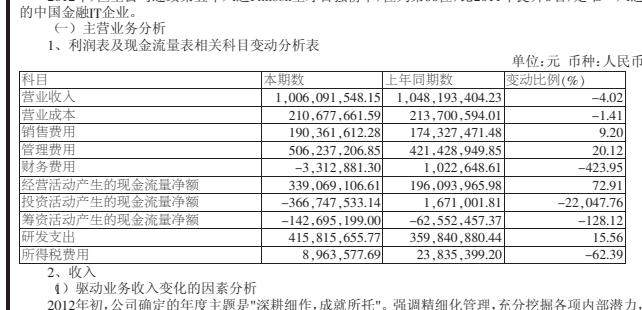 的中国金融IT企业。
(一) 主营业务分析
1、利润表及现金流量表相关科目变动分析表
单位:元 币种:人民币
科目 本期数 上年同期数 变动比例(%)
营业收入 1,006,091,548.15 1,048,193,404.23 -4.02
营业成本 210,677,661.59 213,700,594.01 -1.41
销售费用 190,361,612.28 174,327,471.48 9.20
管理费用 506,237,206.85 421,428,949.85 20.12
财务费用 -3,312,881.30 1,022,648.61 -423.95
经营活动产生的现金流量净额 339,069,106.61 196,093,965.98 72.91
投资活动产生的现金流量净额 -366,747,533.14 1,671,001.81 -22,047.76
筹资活动产生的现金流量净额 -142,695,199.00 -62,552,457.37 -128.12
研发支出 415,815,655.77 359,840,880.44 15.56
所得税费用 8,963,577.69 23,835,399.20 -62.39
2、收入
(1) 驱动业务收入变化的因素分析
2012年初,公司确定的年度主题是"深耕细作,成就所托"。强调精细化管理,充分挖掘各项内部潜力,